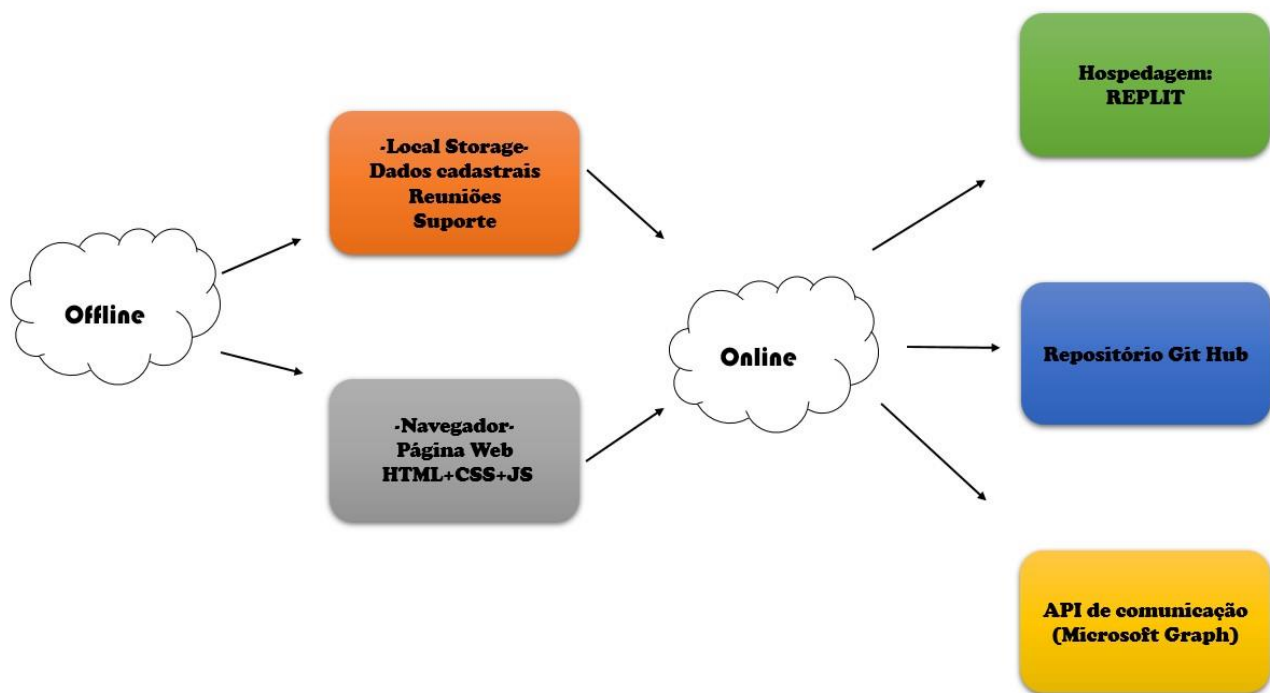 Offline
-Local Storage-
Dados cadastrais
Reuniões
Suporte
-Navegador-
Página Web
HTML+CSS+JS
Online
Hospedagem:
REPLIT
Repositório Git Hub
API de comunicação
(Microsoft Graph)